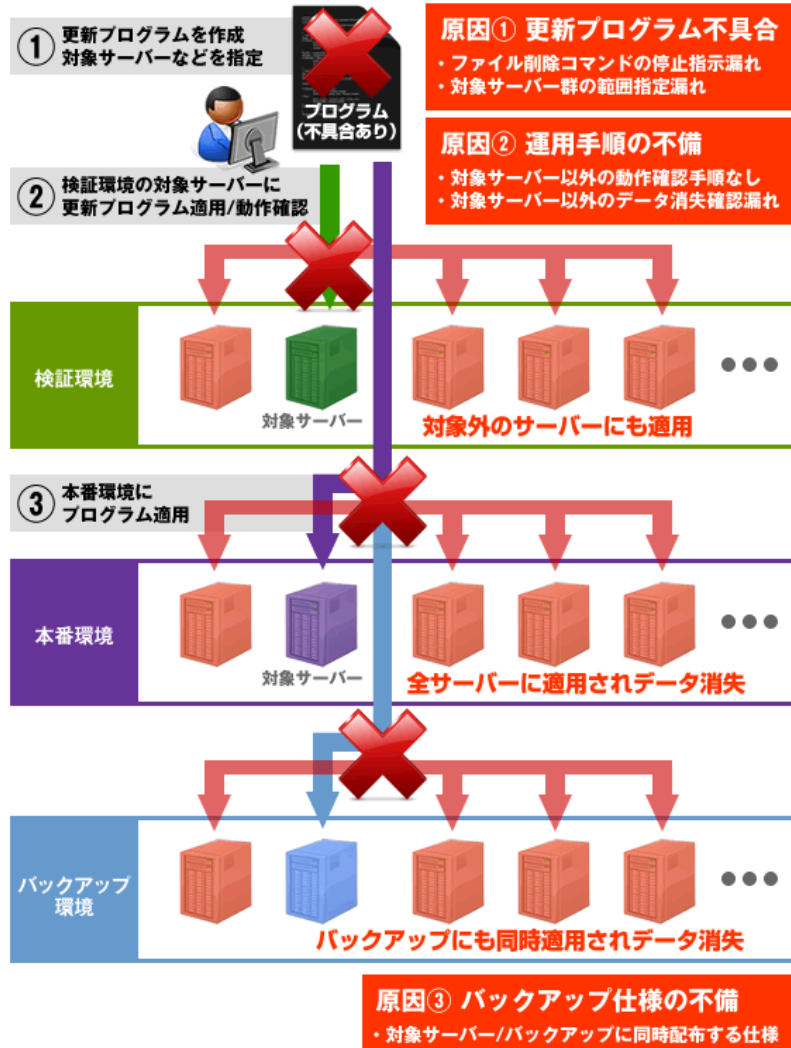 ① 更新プログラムを作成
対象サーバーなどを指定
プログラム
(不具合あり)
原因① 更新プログラム不具合
・ファイル削除コマンドの停止指示漏れ
・対象サーバー群の範囲指定漏れ
原因② 運用手順の不備
・対象サーバー以外の動作確認手順なし
・対象サーバー以外のデータ消失確認漏れ
② 検証環境の対象サーバーに
更新プログラム適用/動作確認
検証環境
対象サーバー
対象外のサーバーにも適用
③ 本番環境に
プログラム適用
本番環境
対象サーバー
全サーバーに適用されデータ消失
バックアップ
環境
バックアップにも同時適用されデータ消失
原因③ バックアップ仕様の不備
・対象サーバー/バックアップに同時配布する仕様